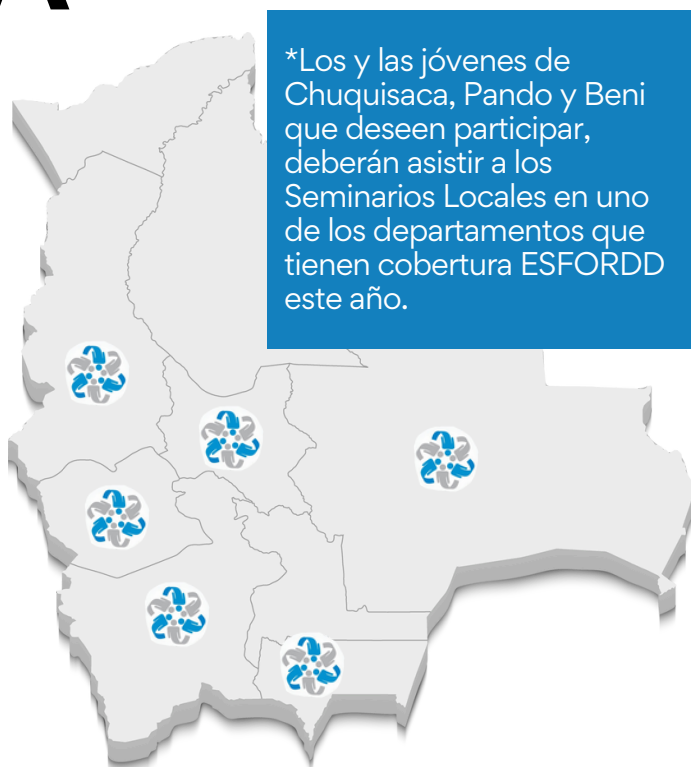 *Los y las jóvenes de
Chuquisaca, Pando y Beni
que deseen participar,
deberán asistir a los
Seminarios Locales en uno
de los departamentos que
tienen cobertura ESFORDD
este año.